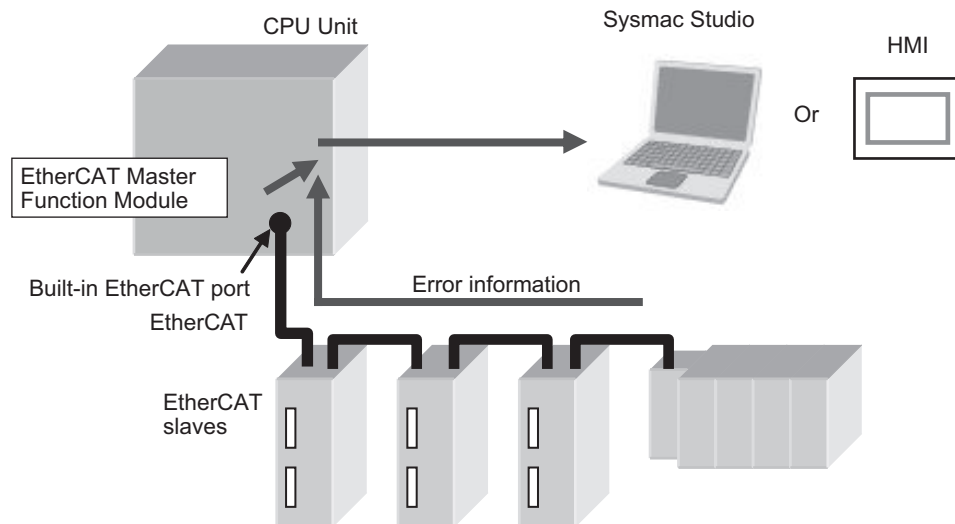 CPU Unit
Sysmac Studio
HMI
Or
EtherCAT Master
Function Module
Built-in EtherCAT port
Error information
EtherCAT
EtherCAT
slaves